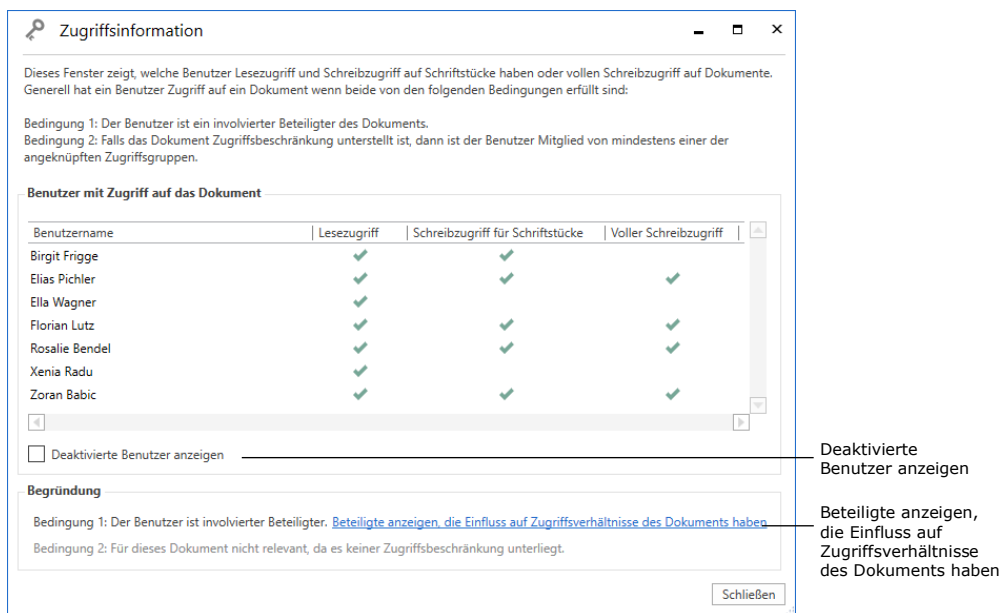 Zugriffsinformation
Dieses Fenster zeigt, welche Benutzer Lesezugriff und Schreibzugriff auf Schriftstücke haben oder vollen Schreibzugriff auf Dokumente.
Generell hat ein Benutzer Zugriff auf ein Dokument wenn beide von den folgenden Bedingungen erfüllt sind:
Bedingung 1: Der Benutzer ist ein involvierter Beteiligter des Dokuments.
Bedingung 2: Falls das Dokument Zugriffsbeschränkung unterstellt ist, dann ist der Benutzer Mitglied von mindestens einer der
angeknüpften Zugriffsgruppen.
Benutzer mit Zugriff auf das Dokument
Benutzername Lesezugriff Schreibzugriff für Schriftstücke Voller Schreibzugriff
Birgit Frigge
Elias Pichler
Ella Wagner
Florian Lutz
Rosalie Bendel
Xenia Radu
Zoran Babic
Deaktivierte Benutzer anzeigen
Deaktivierte
Benutzer anzeigen
Begründung
Bedingung 1: Der Benutzer ist involvierter Beteiligter. Beteiligte anzeigen, die Einfluss auf Zugriffsverhältnisse des Dokuments haben
Bedingung 2: Für dieses Dokument nicht relevant, da es keiner Zugriffsbeschränkung unterliegt.
Beteiligte anzeigen,
die Einfluss auf
Zugriffsverhältnisse
des Dokuments haben
Schließen